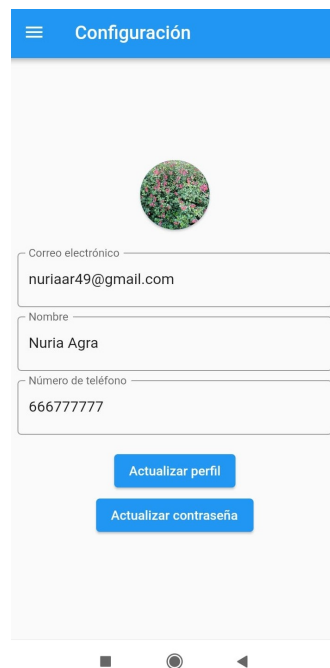 Configuración
Correo electrónico
nuriaar49@gmail.com
Nombre
Nuria Agra
Número de teléfono
666777777
Actualizar perfil
Actualizar contraseña